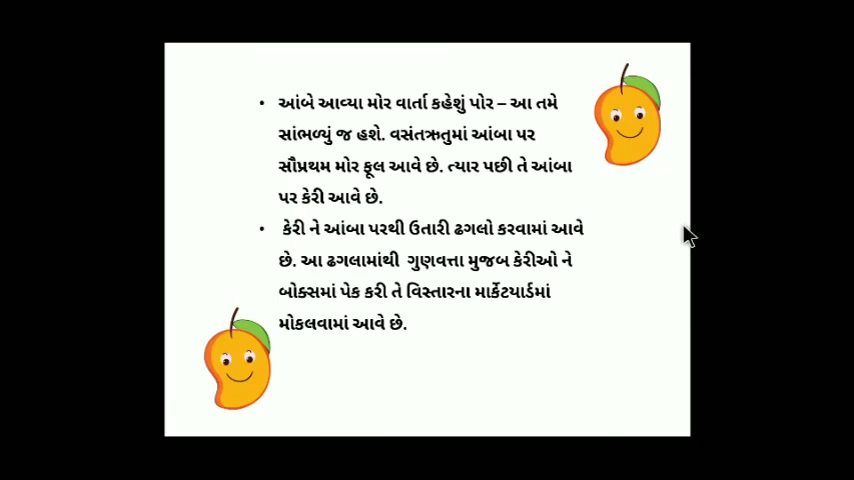 • આંબે આવ્યા મોર વાર્તા કહેશું પોર – આ તમે
સાંભળ્યું જ હશે. વસંતઋતુમાં આંબા પર
સૌપ્રથમ મોર ફૂલ આવે છે. ત્યાર પછી તે આંબા
પર કેરી આવે છે.
• કેરી ને આંબા પરથી ઉતારી ઢગલો કરવામાં આવે
છે. આ ઢગલામાંથી ગુણવત્તા મુજબ કેરીઓ ને
બોક્સમાં પેક કરી તે વિસ્તારના માર્કેટયાર્ડમાં
મોકલવામાં આવે છે.